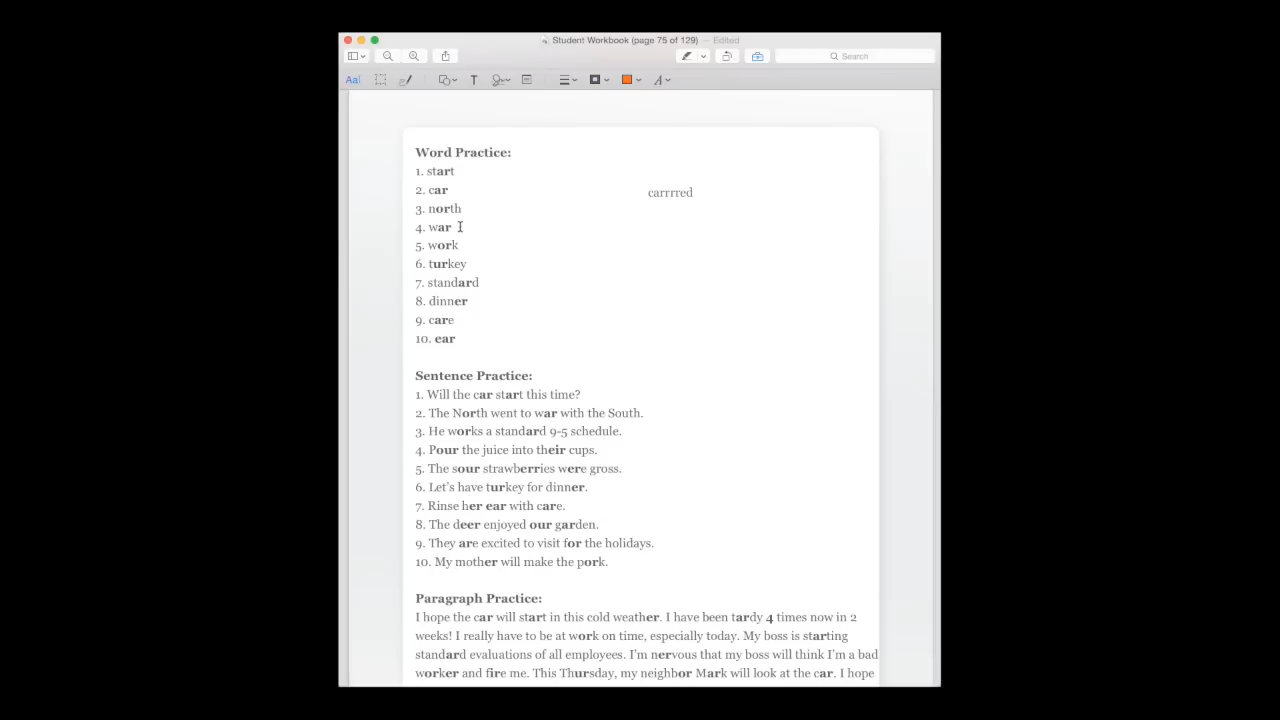 Student Workbook (page 75 of 129) — Edited
Search
Aa
T
A
Word Practice:
1. start
2. car
carrrred
3. north
4. war
5. work
6. turkey
7. standard
8. dinner
9. care
10. ear
Sentence Practice:
1. Will the car start this time?
2. The North went to war with the South.
3. He works a standard 9-5 schedule.
4. Pour the juice into their cups.
5. The sour strawberries were gross.
6. Let's have turkey for dinner.
7. Rinse her ear with care.
8. The deer enjoyed our garden.
9. They are excited to visit for the holidays.
10. My mother will make the pork.
Paragraph Practice:
I hope the car will start in this cold weather. I have been tardy 4 times now in 2
weeks! I really have to be at work on time, especially today. My boss is starting
standard evaluations of all employees. I'm nervous that my boss will think I'm a bad
worker and fire me. This Thursday, my neighbor Mark will look at the car. I hope